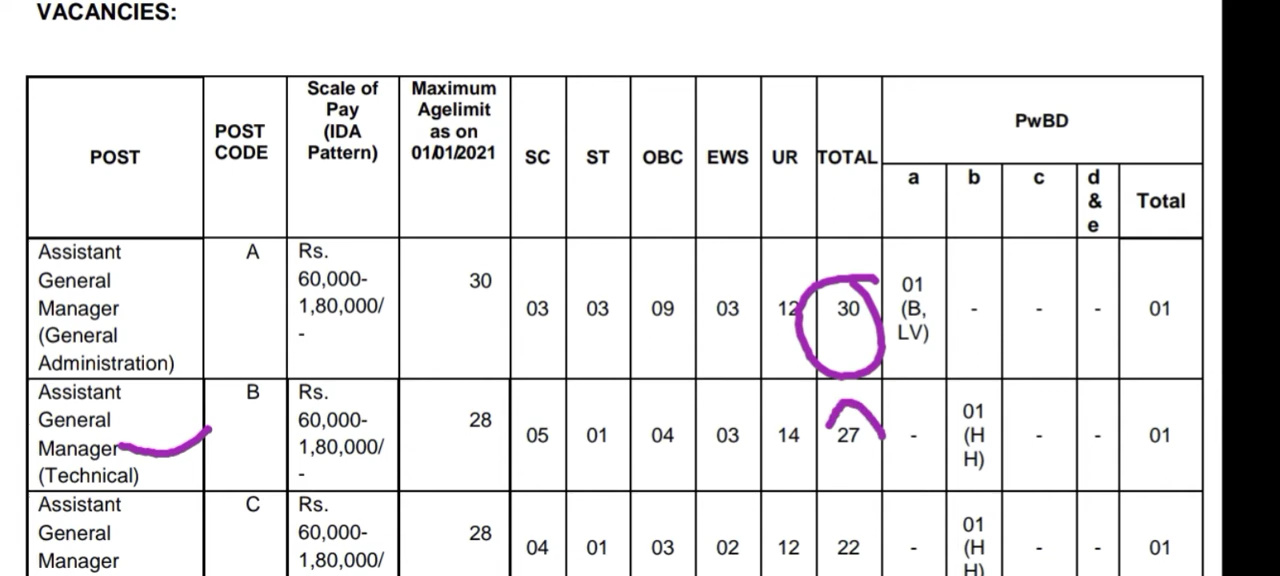 VACANCIES:
POST POST CODE Scale of Pay (IDA Pattern) Maximum Agelimit as on 01/01/2021 SC ST OBC EWS UR TOTAL PwBD
a b c d & e Total
Assistant General Manager (General Administration) A Rs. 60,000-1,80,000/- 30 03 03 09 03 12 30 01 (B, LV) - - - 01
Assistant General Manager (Technical) B Rs. 60,000-1,80,000/- 28 05 01 04 03 14 27 - 01 (H H) - - 01
Assistant General Manager C Rs. 60,000-1,80,000/ 28 04 01 03 02 12 22 - 01 (H H) - - 01